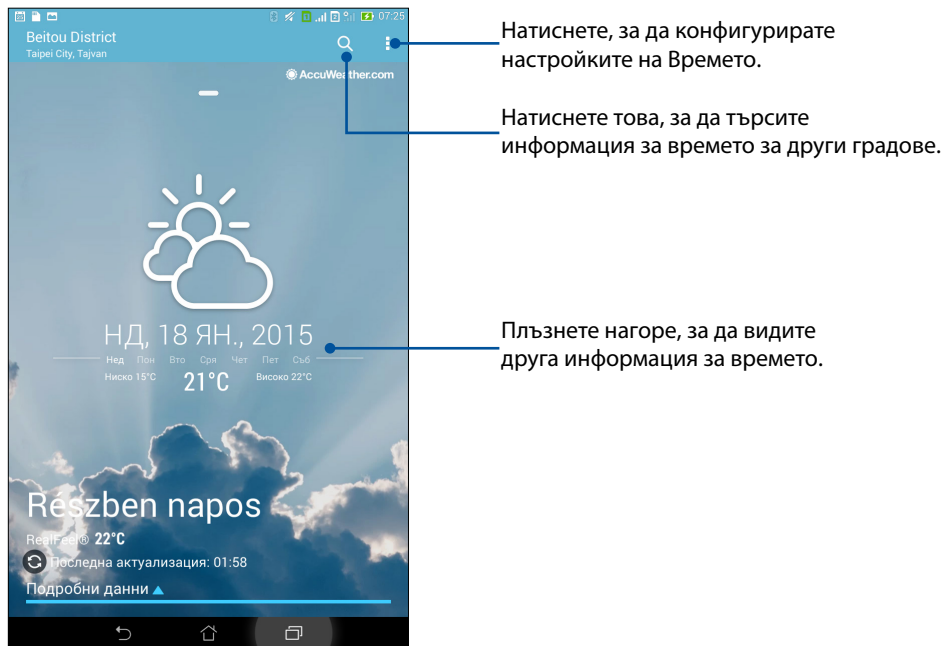 07:25
Beitou District
Taipei City, Tajvan
AccuWeather.com
НД, 18 ЯН., 2015
Нед Пон Вто Сря Чет Пет Съб
Ниско 15°C 21°C Високо 22°C
Részben napos
RealFeel® 22°C
Последна актуализация: 01:58
Подробни данни
Натиснете, за да конфигурирате
настройките на Времето.
Натиснете това, за да търсите
информация за времето за други градове.
Плъзнете нагоре, за да видите
друга информация за времето.